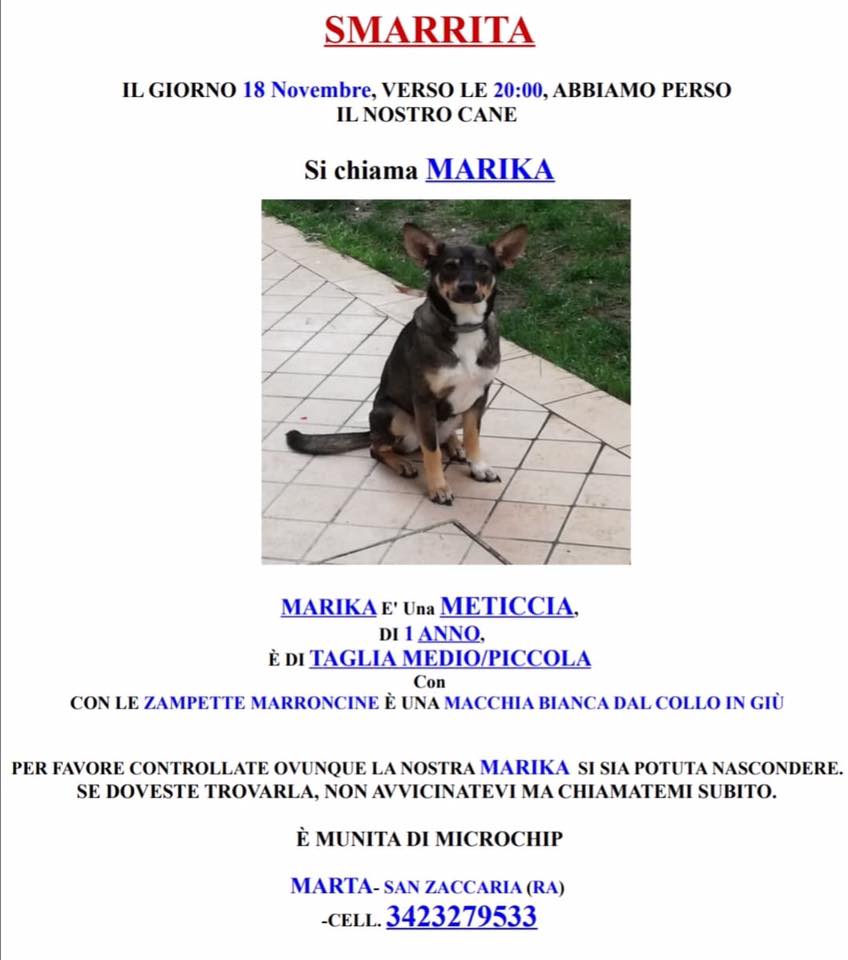 SMARRITA
IL GIORNO 18 Novembre, VERSO LE 20:00, ABBIAMO PERSO
IL NOSTRO CANE
Si chiama MARIKA
MARIKA E' Una METICCIA,
DI 1 ANNO,
È DI TAGLIA MEDIO/PICCOLA
Con
CON LE ZAMPETTE MARRONCINE È UNA MACCHIA BIANCA DAL COLLO IN GIÙ
PER FAVORE CONTROLLATE OVUNQUE LA NOSTRA MARIKA SI SIA POTUTA NASCONDERE.
SE DOVESTE TROVARLA, NON AVVICINATEVI MA CHIAMATEMI SUBITO.
È MUNITA DI MICROCHIP
MARTA- SAN ZACCARIA (RA)
-CELL. 3423279533